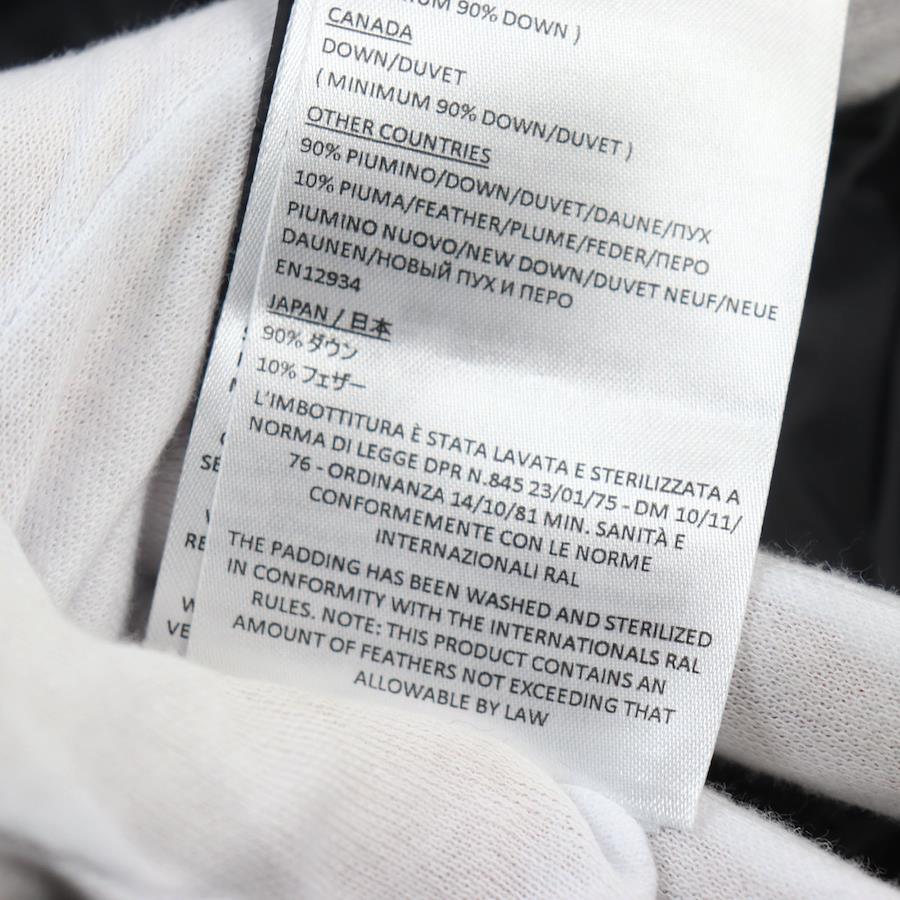 90% DOWN )
CANADA
DOWN/DUVET
( MINIMUM 90% DOWN/DUVET )
OTHER COUNTRIES
90% PIUMINO/DOWN/DUVET/DAUNE/ПУХ
10% PIUMA/FEATHER/PLUME/FEDER/ПЕРО
PIUMINO NUOVO/NEW DOWN/DUVET NEUF/NEUE
DAUNEN/НОВЫЙ ПУХ И ПЕРО
EN12934
JAPAN / 日本
90% ダウン
10% フェザー
L'IMBOTTITURA È STATA LAVATA E STERILIZZATA A
NORMA DI LEGGE DPR N.845 23/01/75 - DM 10/11/
76 - ORDINANZA 14/10/81 MIN. SANITÀ E
CONFORMEMENTE CON LE NORME
INTERNAZIONALI RAL
THE PADDING HAS BEEN WASHED AND STERILIZED
IN CONFORMITY WITH THE INTERNATIONALS RAL
RULES. NOTE: THIS PRODUCT CONTAINS AN
AMOUNT OF FEATHERS NOT EXCEEDING THAT
ALLOWABLE BY LAW